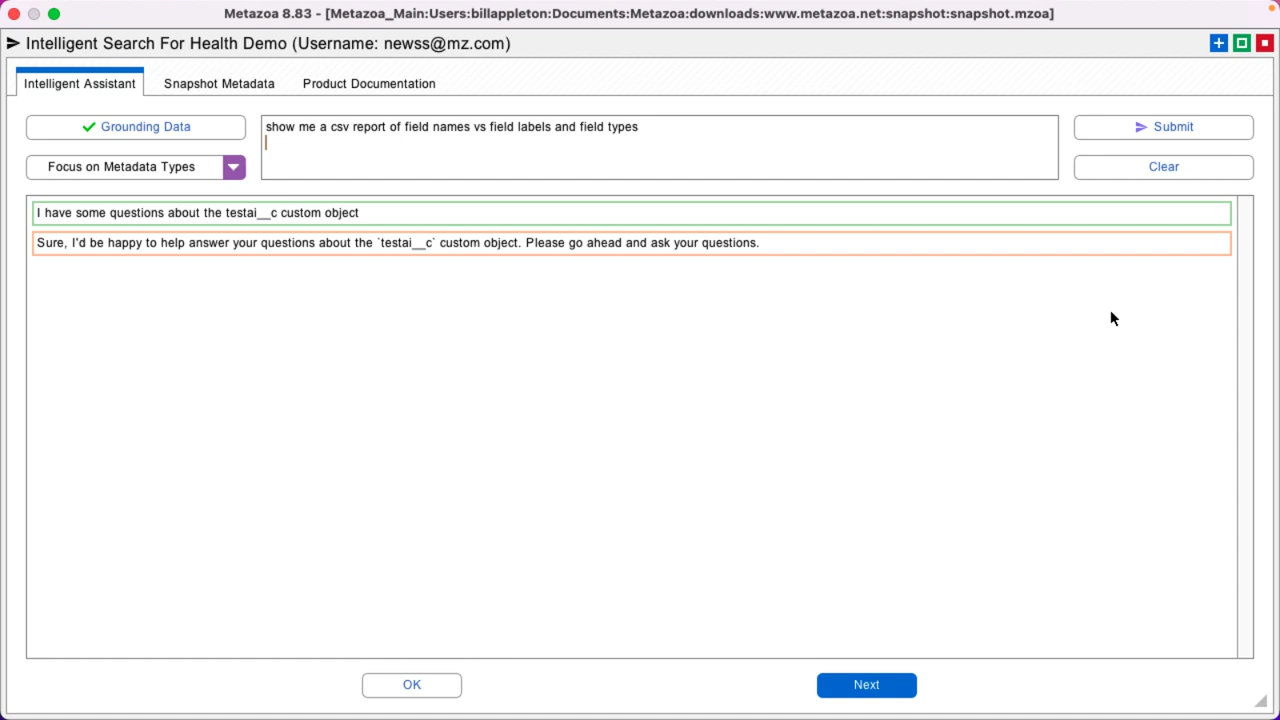 Metazoa 8.83 - [Metazoa_Main:Users:billappleton:Documents:Metazoa:downloads:www.metazoa.net:snapshot:snapshot.mzoa]
Intelligent Search For Health Demo (Username: newss@mz.com)
Intelligent Assistant Snapshot Metadata Product Documentation
Grounding Data
show me a csv report of field names vs field labels and field types
Submit
Focus on Metadata Types
Clear
I have some questions about the testai__c custom object
Sure, I'd be happy to help answer your questions about the `testai__c` custom object. Please go ahead and ask your questions.
OK
Next